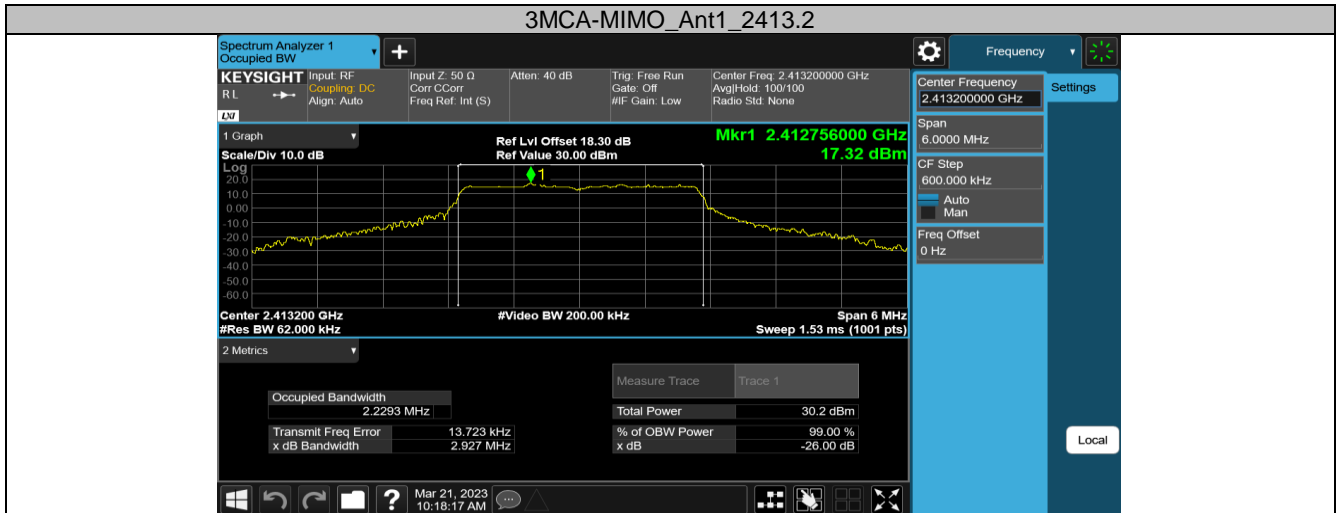 3MCA-MIMO_Ant1_2413.2
Spectrum Analyzer 1
Occupied BW
Frequency
KEYSIGHT
R L
LXI
Input: RF
Coupling: DC
Align: Auto
Input Z: 50 Ω
Corr CCorr
Freq Ref: Int (S)
Atten: 40 dB
Trig: Free Run
Gate: Off
#IF Gain: Low
Center Freq: 2.413200000 GHz
Avg|Hold: 100/100
Radio Std: None
Center Frequency
2.413200000 GHz
Settings
Span
6.0000 MHz
CF Step
600.000 kHz
Auto
Man
Freq Offset
0 Hz
Local
1 Graph
Scale/Div 10.0 dB
Ref Lvl Offset 18.30 dB
Ref Value 30.00 dBm
Mkr1 2.412756000 GHz
17.32 dBm
Log
1
20.0
10.0
0.00
-10.0
-20.0
-30.0
-40.0
-50.0
-60.0
Center 2.413200 GHz
#Video BW 200.00 kHz
Span 6 MHz
#Res BW 62.000 kHz
Sweep 1.53 ms (1001 pts)
2 Metrics
Measure Trace Trace 1
Occupied Bandwidth
2.2293 MHz
Total Power 30.2 dBm
Transmit Freq Error 13.723 kHz
% of OBW Power 99.00 %
x dB Bandwidth 2.927 MHz
x dB -26.00 dB
?
Mar 21, 2023
10:18:17 AM